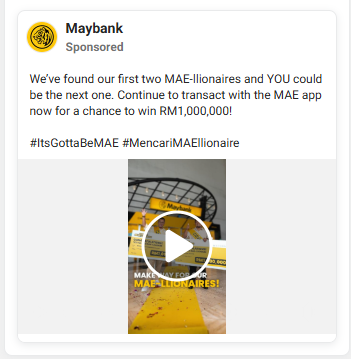 Maybank
Sponsored
We've found our first two MAE-llionaires and YOU could
be the next one. Continue to transact with the MAE app
now for a chance to win RM1,000,000!
#ItsGottaBeMAE #MencariMAEllionaire
Maybank
MAKE WAY FOR OUR
MAE-LLIONAIRES!